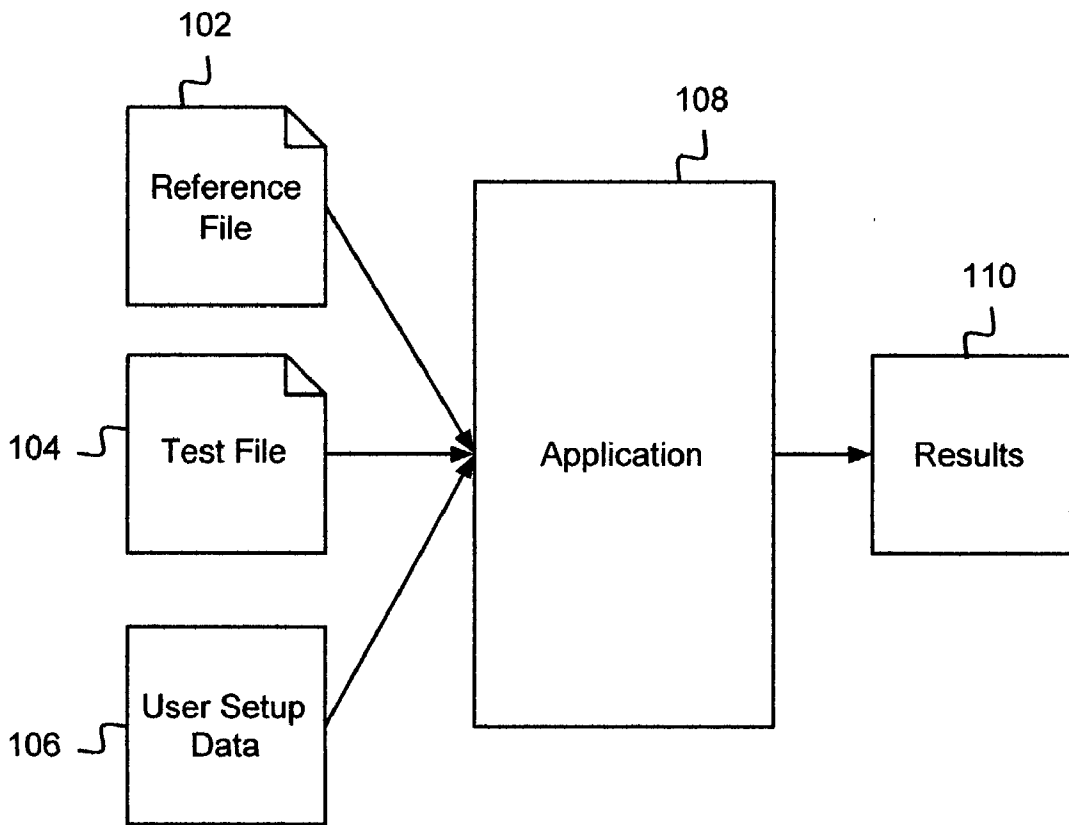 102
Reference
File
108
110
104
Test File
Application
Results
User Setup
Data
106